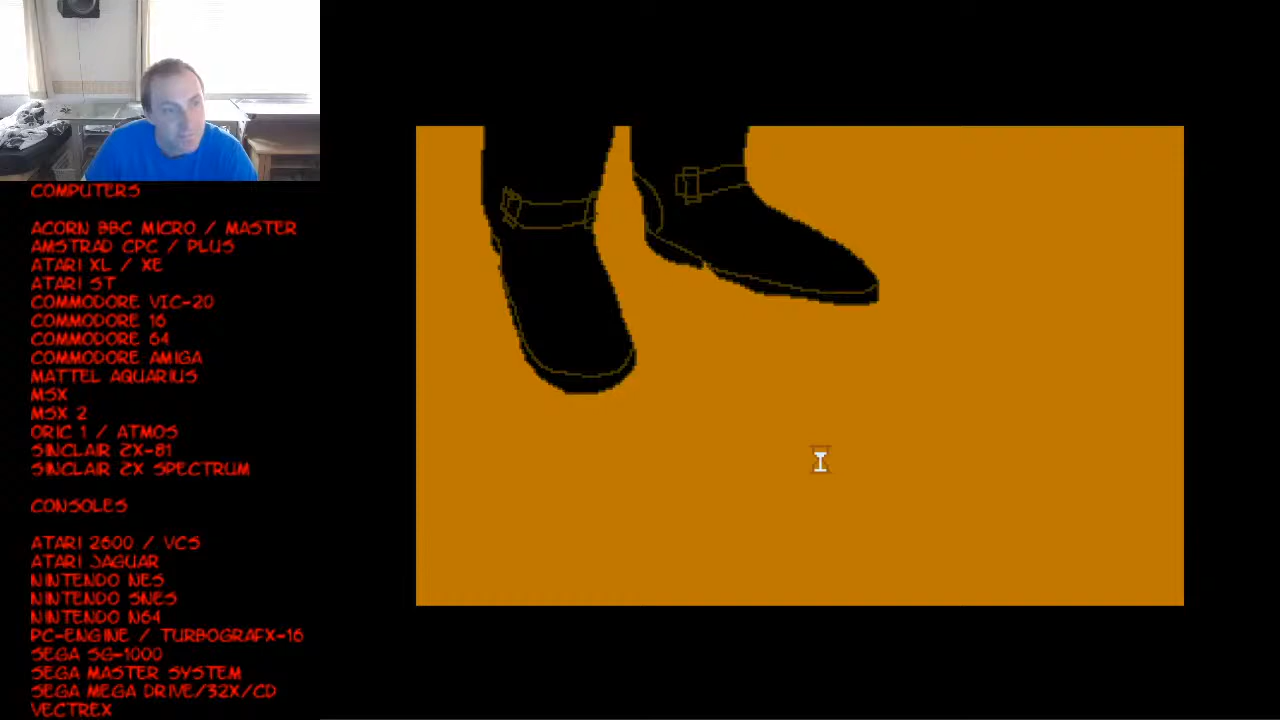 COMPUTERS
ACORN BBC MICRO / MASTER
AMSTRAD CPC / PLUS
ATARI XL / XE
ATARI ST
COMMODORE VIC-20
COMMODORE 16
COMMODORE 64
COMMODORE AMIGA
MATTEL AQUARIUS
MSX
MSX 2
ORIC 1 / ATMOS
SINCLAIR ZX-81
SINCLAIR ZX SPECTRUM
CONSOLES
ATARI 2600 / VCS
ATARI JAGUAR
NINTENDO NES
NINTENDO SNES
NINTENDO N64
PC-ENGINE / TURBOGRAFX-16
SEGA SG-1000
SEGA MASTER SYSTEM
SEGA MEGA DRIVE/32X/CD
VECTREX